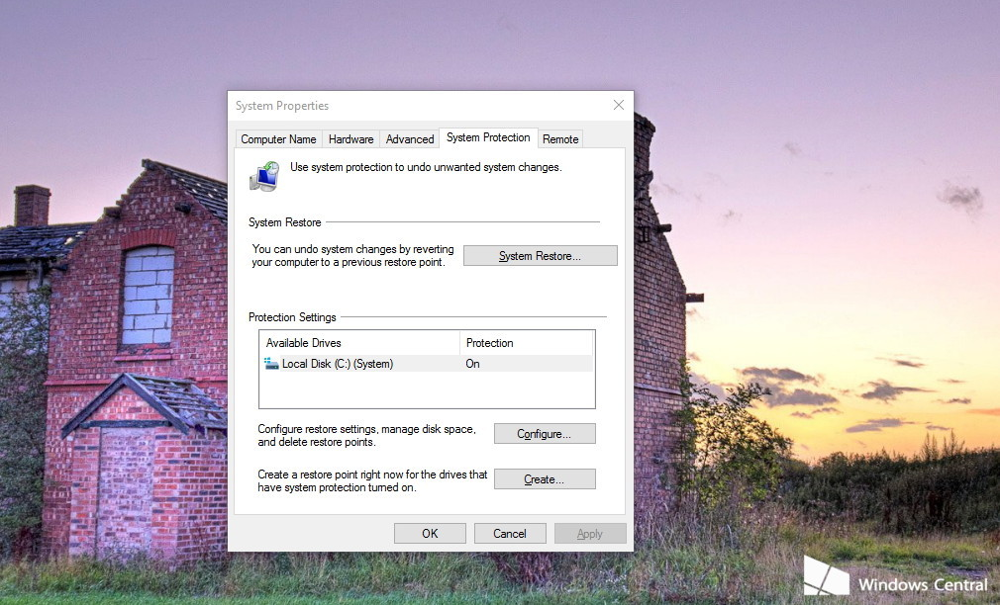 System Properties
Computer Name
Hardware
Advanced
System Protection
Remote
Use system protection to undo unwanted system changes.
System Restore
You can undo system changes by reverting
your computer to a previous restore point.
System Restore...
Protection Settings
Available Drives
Protection
Local Disk (C:) (System)
On
Configure restore settings, manage disk space,
and delete restore points.
Configure...
Create a restore point right now for the drives that
have system protection turned on.
Create...
OK
Cancel
Apply
Windows Central